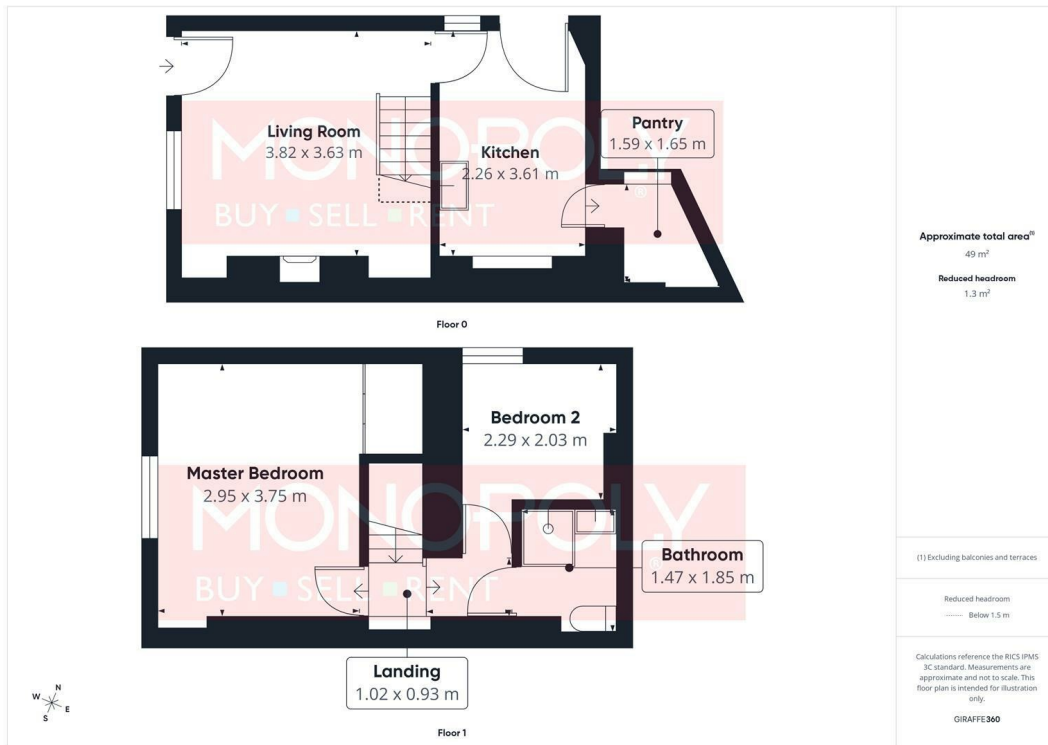 Living Room
3.82 x 3.63 m
Kitchen
2.26 x 3.61 m
Pantry
1.59 x 1.65 m
MONOPOLY
®
BUY SELL RENT
Floor 0
Bedroom 2
2.29 x 2.03 m
Master Bedroom
2.95 x 3.75 m
MONOPOLY
®
BUY SELL RENT
Bathroom
1.47 x 1.85 m
Landing
1.02 x 0.93 m
Floor 1
N
W
E
S
Approximate total area(1)
49 m²
Reduced headroom
1.3 m²
(1) Excluding balconies and terraces
Reduced headroom
Below 1.5 m
Calculations reference the RICS IPMS
3C standard. Measurements are
approximate and not to scale. This
floor plan is intended for illustration
only.
GIRAFFE360